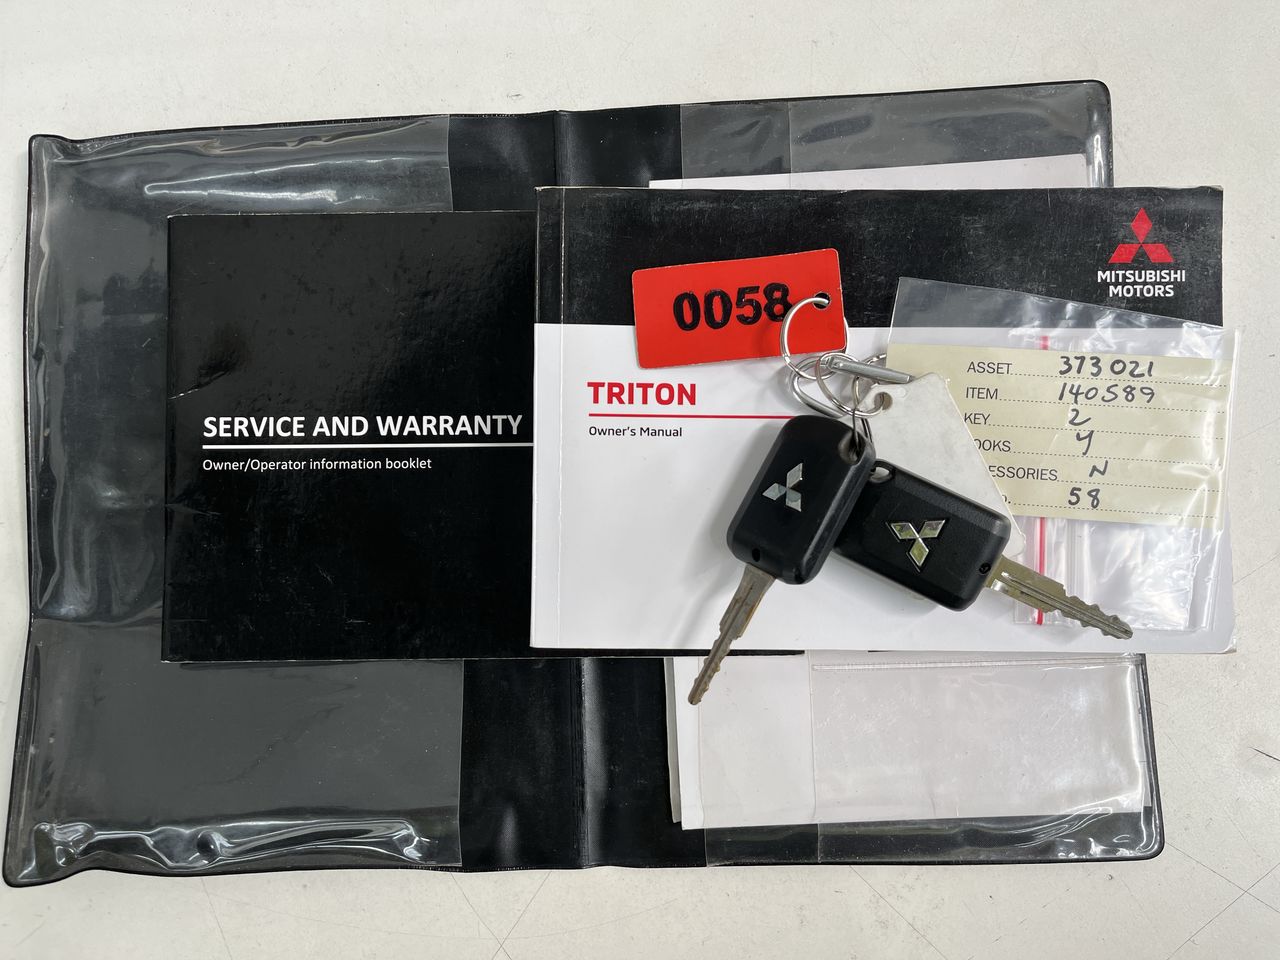 SERVICE AND WARRANTY
Owner/Operator information booklet
MITSUBISHI
MOTORS
0058
TRITON
Owner's Manual
ASSET 373021
ITEM 140589
KEY 2
OOKS Y
ESSORIES N
o. 58